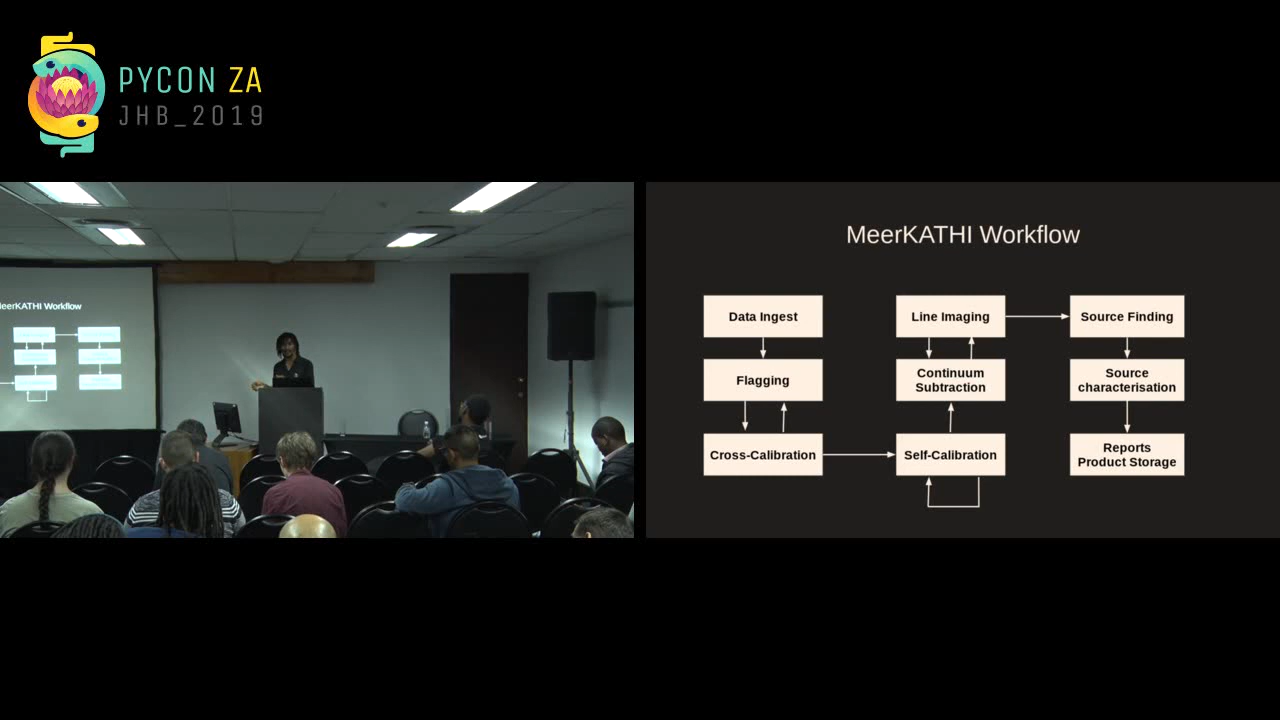 PYCON ZA
JHB_2019
MeerKATHI Workflow
MeerKATHI Workflow
Data Ingest
Line Imaging
Source Finding
Flagging
Continuum
Subtraction
Source
characterisation
Cross-Calibration
Self-Calibration
Reports
Product Storage